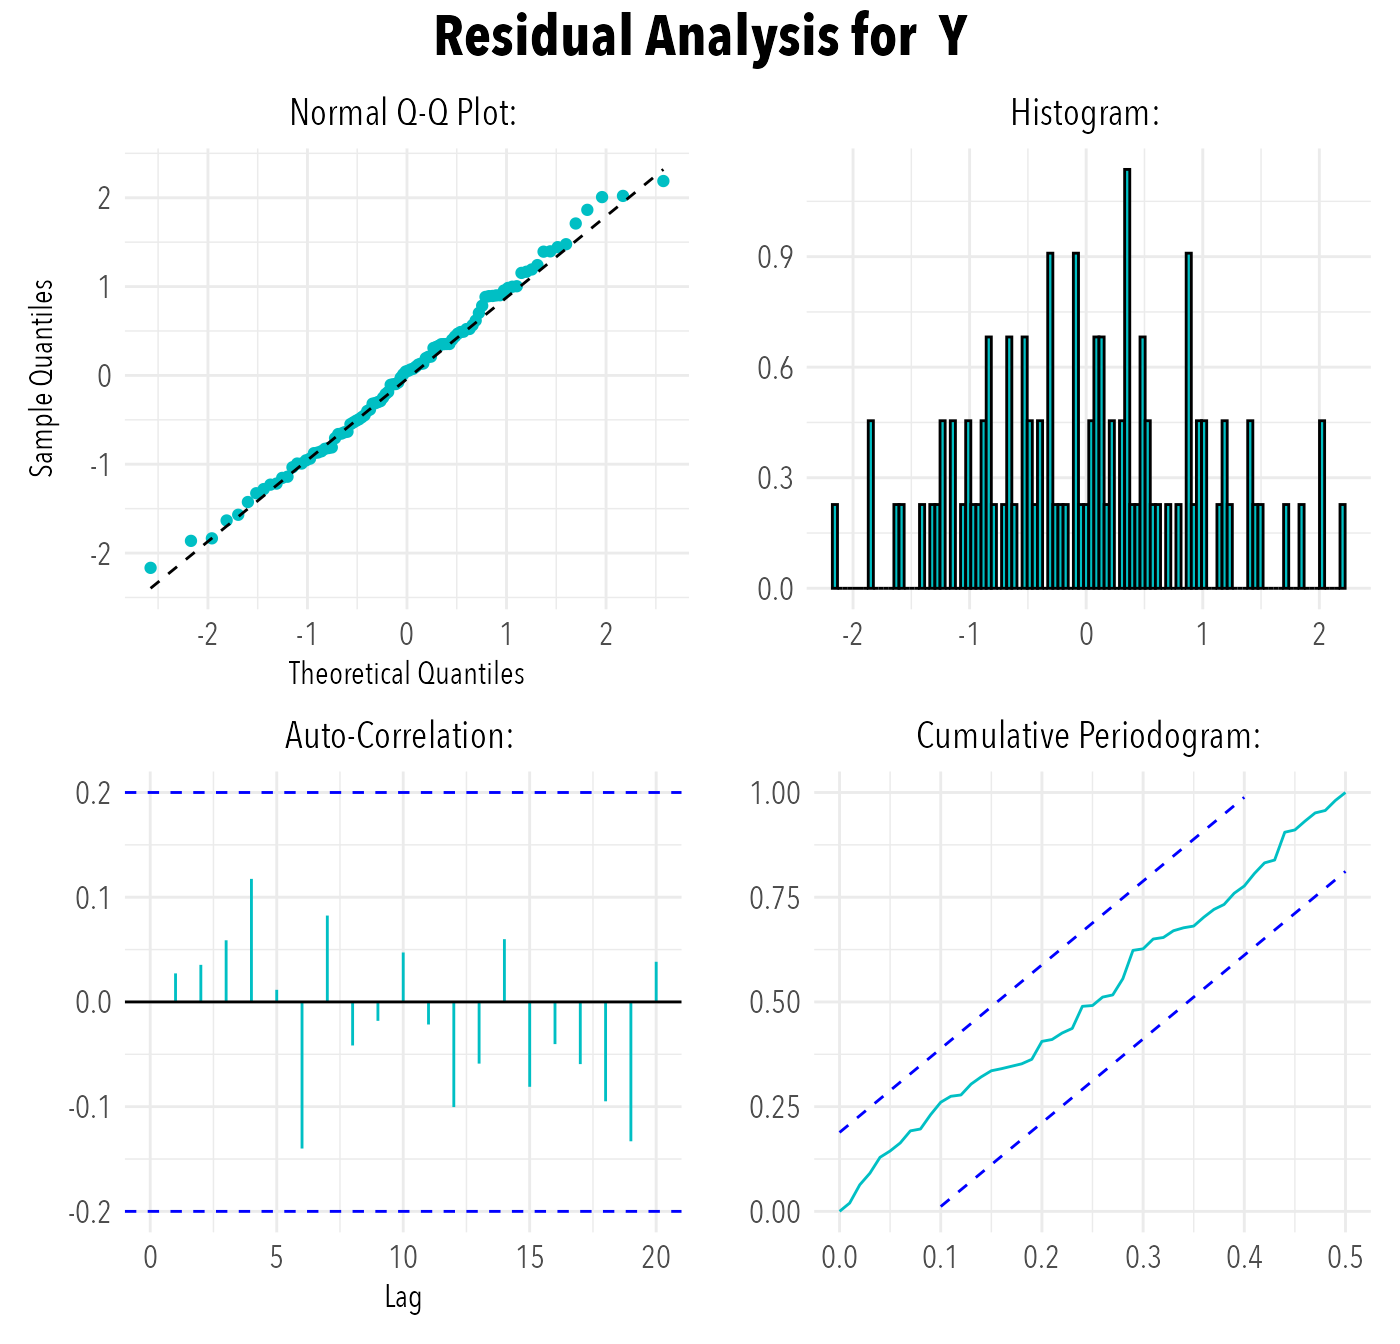 Residual Analysis for  Y
Normal Q-Q Plot:
Sample Quantiles
2
1
0
-1
-2
-2 -1 0 1 2
Theoretical Quantiles
Histogram:
0.9
0.6
0.3
0.0
-2 -1 0 1 2
Auto-Correlation:
0.2
0.1
0.0
-0.1
-0.2
0 5 10 15 20
Lag
Cumulative Periodogram:
1.00
0.75
0.50
0.25
0.00
0.0 0.1 0.2 0.3 0.4 0.5